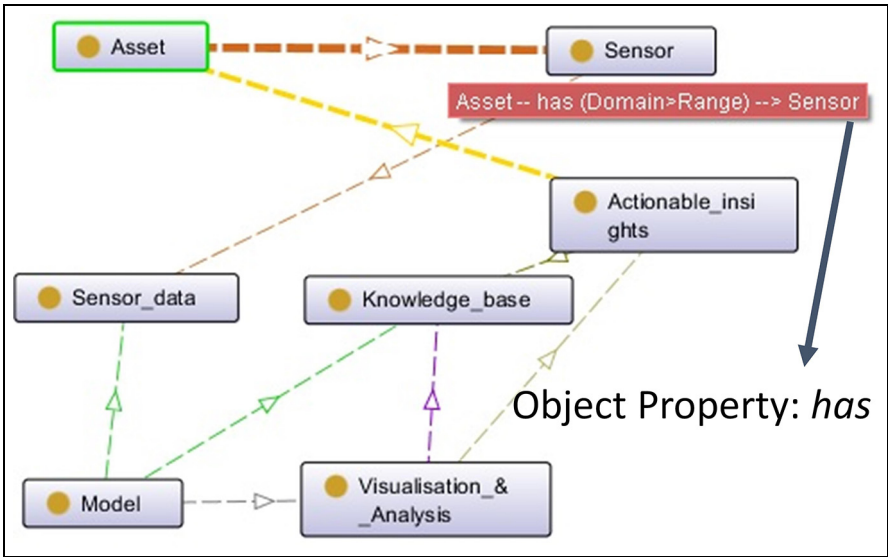 Asset
Sensor
Asset -- has (Domain>Range) --> Sensor
Actionable_insi
ghts
Sensor_data
Knowledge_base
Object Property: has
Model
Visualisation_&
_Analysis